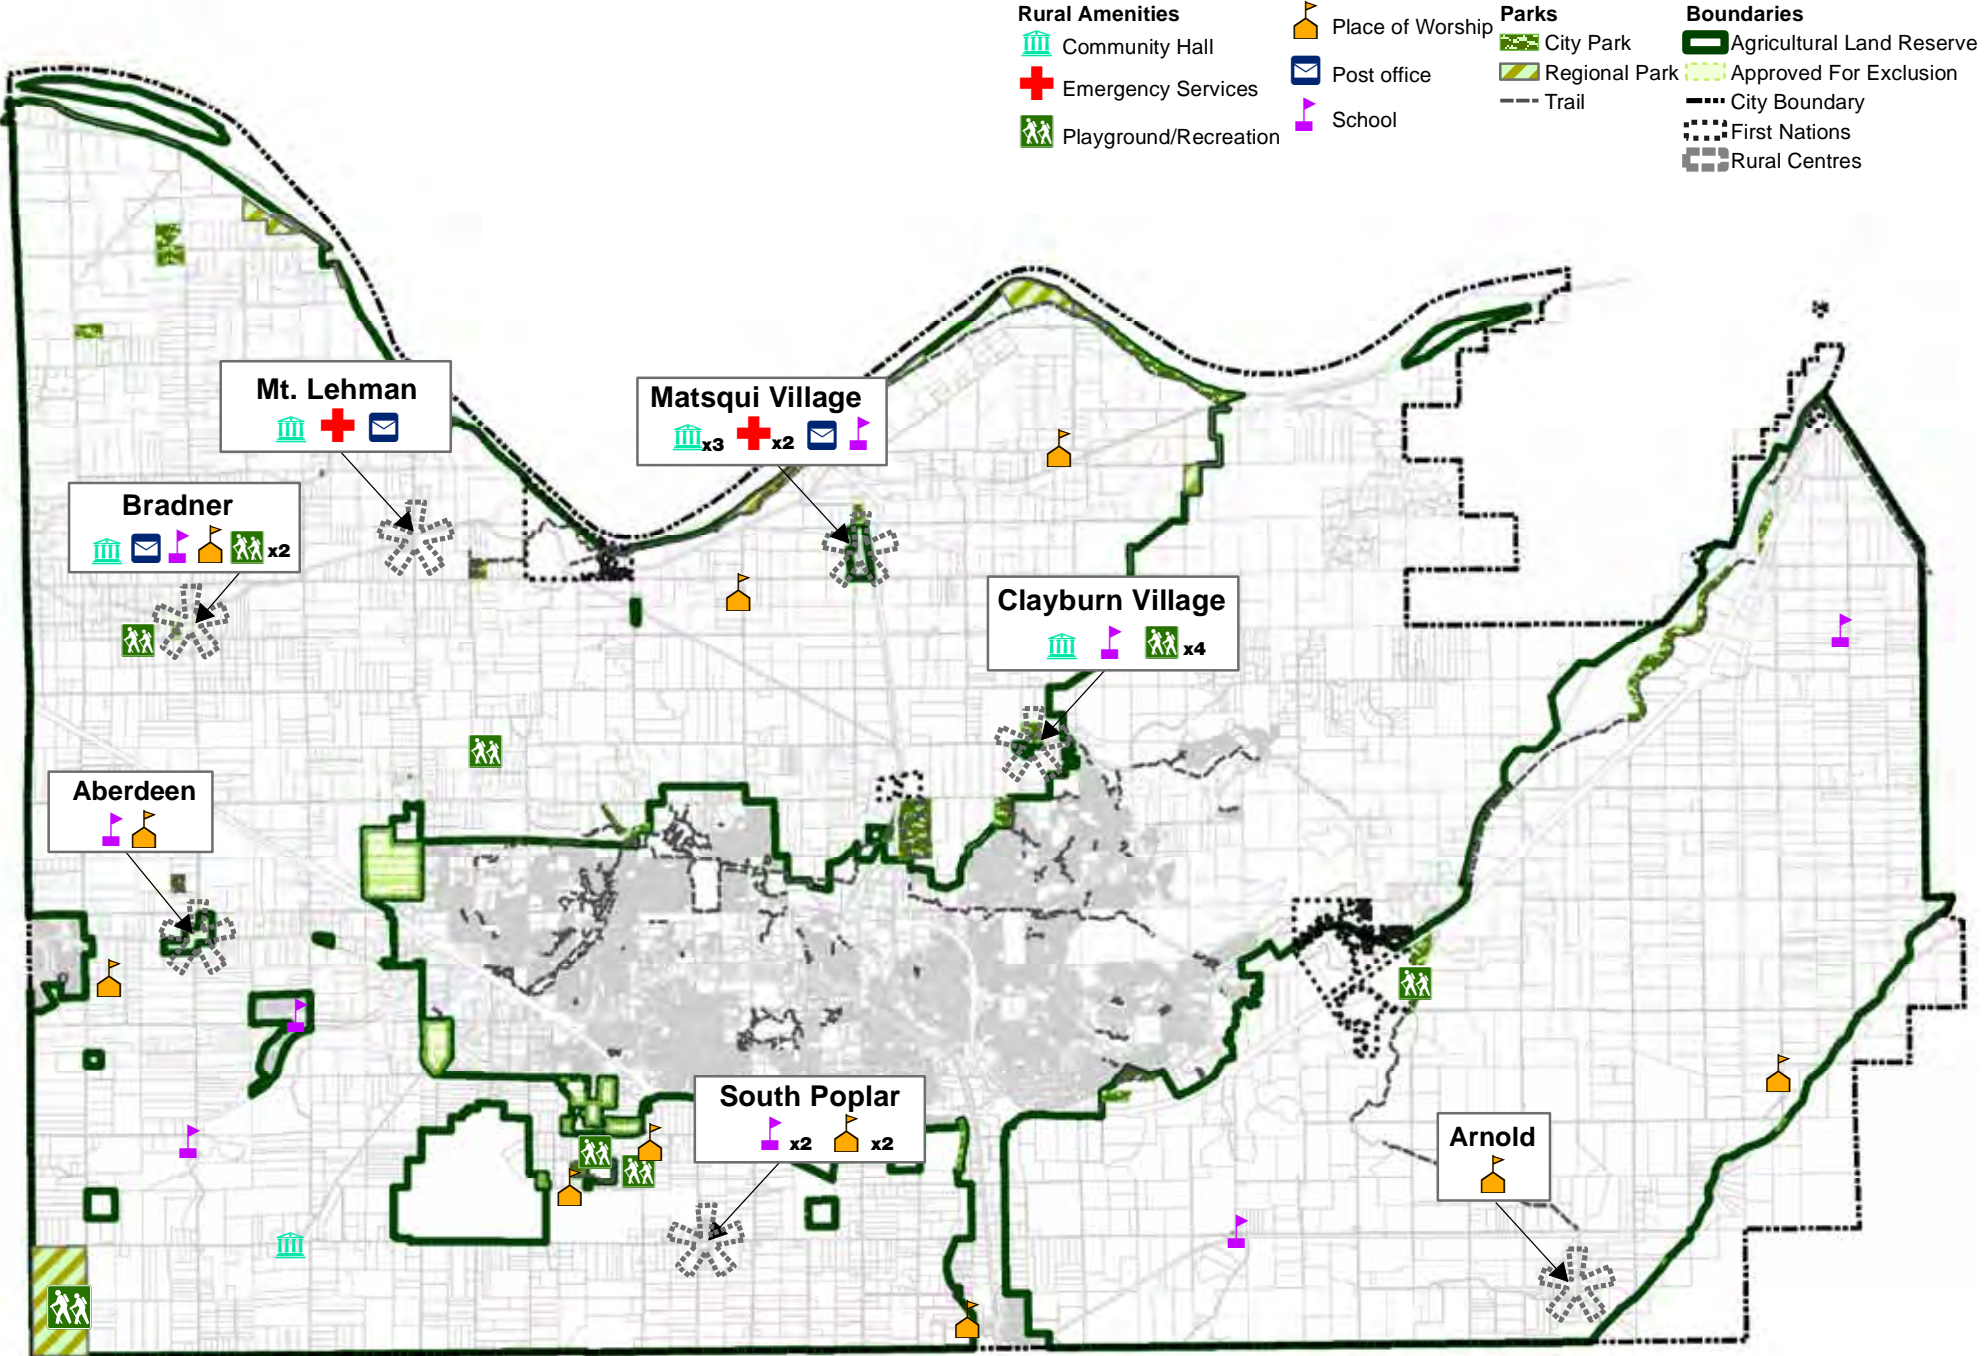 Rural Amenities
Community Hall
Emergency Services
Playground/Recreation
Place of Worship
Post office
School
Parks
City Park
Regional Park
Trail
Boundaries
Agricultural Land Reserve
Approved For Exclusion
City Boundary
First Nations
Rural Centres
Mt. Lehman
Matsqui Village
x3 x2
Bradner
x2
Clayburn Village
x4
Aberdeen
South Poplar
x2 x2
Arnold